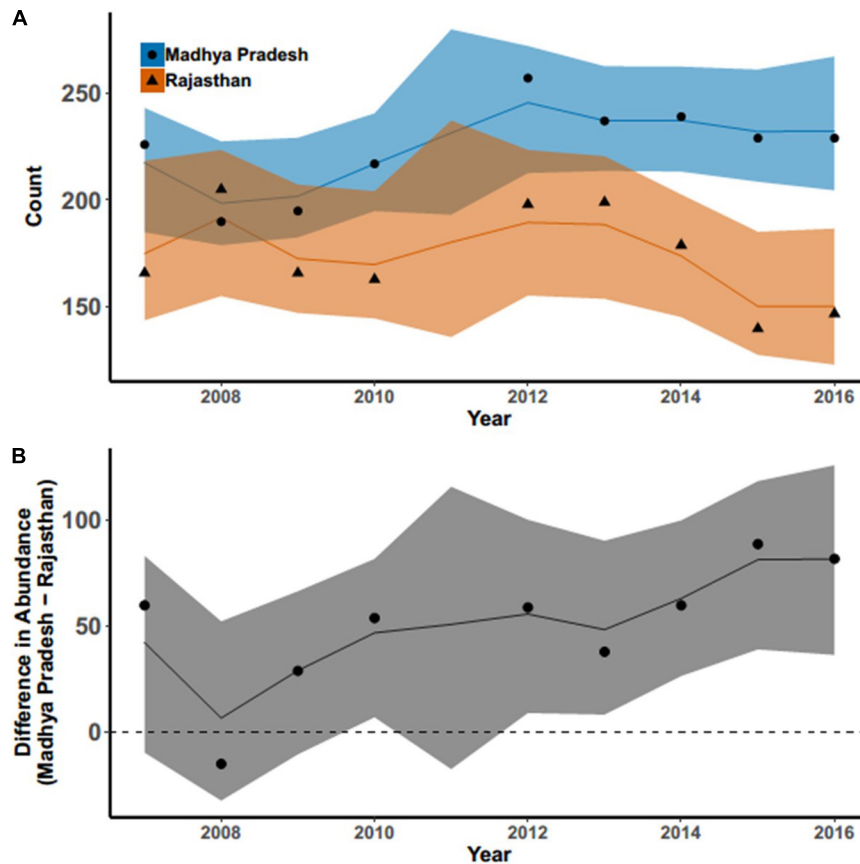 A
Madhya Pradesh
Rajasthan
250
200
150
Count
2008 2010 2012 2014 2016
Year
B
Difference in Abundance
(Madhya Pradesh − Rajasthan)
100
50
0
2008 2010 2012 2014 2016
Year